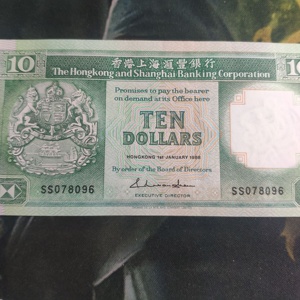 10 香港上海滙豐銀行 10
The Hongkong and Shanghai Banking Corporation
Promises to pay the bearer
on demand at its Office here
TEN
DOLLARS
HONGKONG 1st JANUARY 1988
By order of the Board of Directors
SS078096 SS078096
EXECUTIVE DIRECTOR